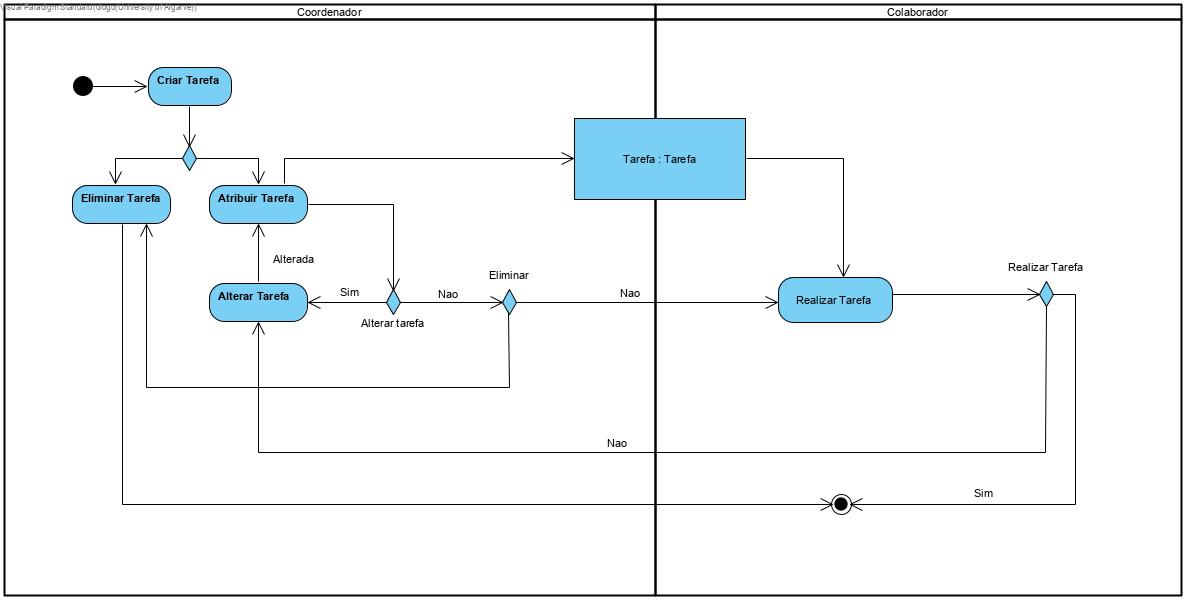 Visual Paradigm Standard(diogo(University of Algarve))
Coordenador
Colaborador
Criar Tarefa
Tarefa : Tarefa
Eliminar Tarefa
Atribuir Tarefa
Alterada
Eliminar
Realizar Tarefa
Alterar Tarefa
Sim
Nao
Nao
Realizar Tarefa
Alterar tarefa
Nao
Sim